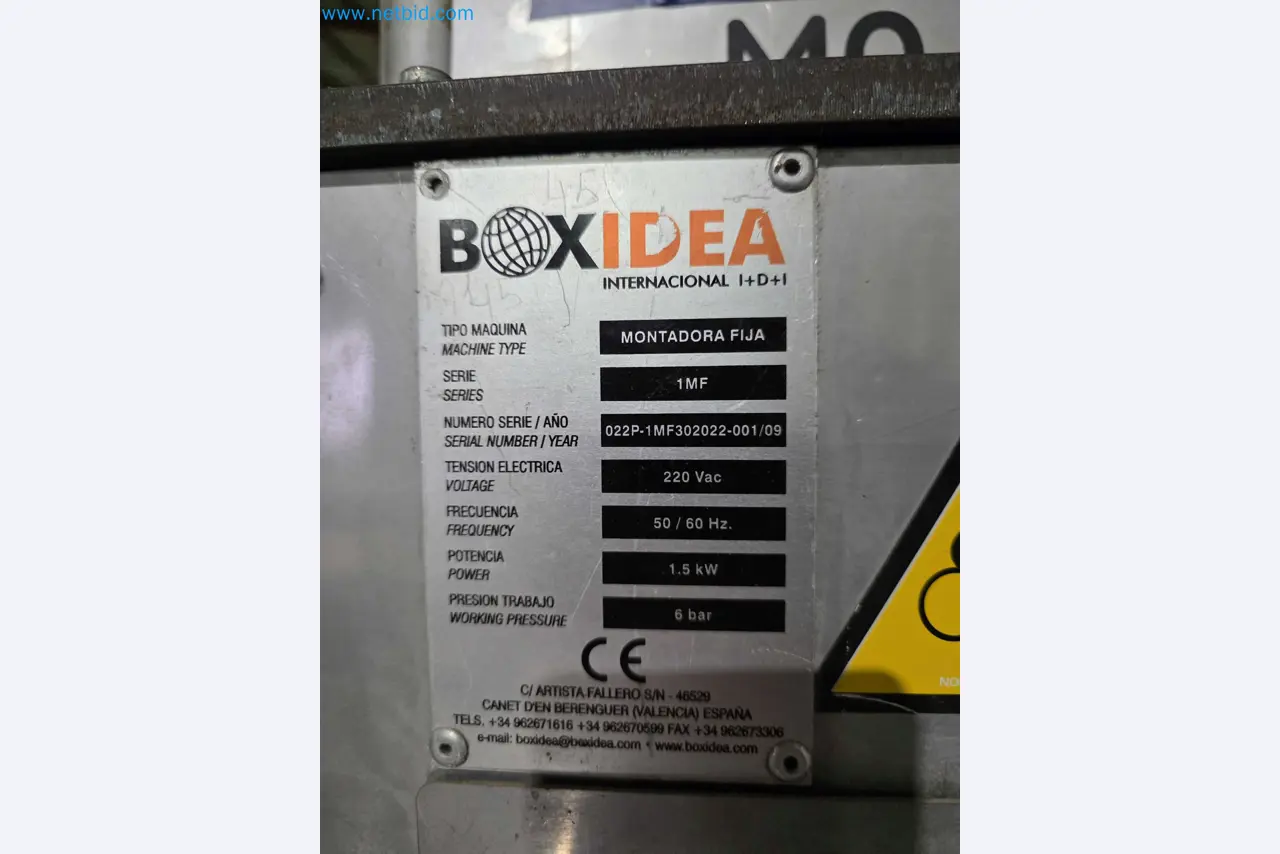 www.netbid.com
MO
45
BOXIDEA
INTERNACIONAL I+D+I
TIPO MAQUINA
MACHINE TYPE
MONTADORA FIJA
SERIE
SERIES
1MF
NUMERO SERIE / AÑO
SERIAL NUMBER / YEAR
022P-1MF302022-001/09
TENSION ELECTRICA
VOLTAGE
220 Vac
FRECUENCIA
FREQUENCY
50 / 60 Hz.
POTENCIA
POWER
1.5 kW
PRESION TRABAJO
WORKING PRESSURE
6 bar
CE
C/ ARTISTA FALLERO S/N - 46529
CANET D'EN BERENGUER (VALENCIA) ESPAÑA
TELS. +34 962671616 +34 962670599 FAX +34 962673306
e-mail: boxidea@boxidea.com • www.boxidea.com